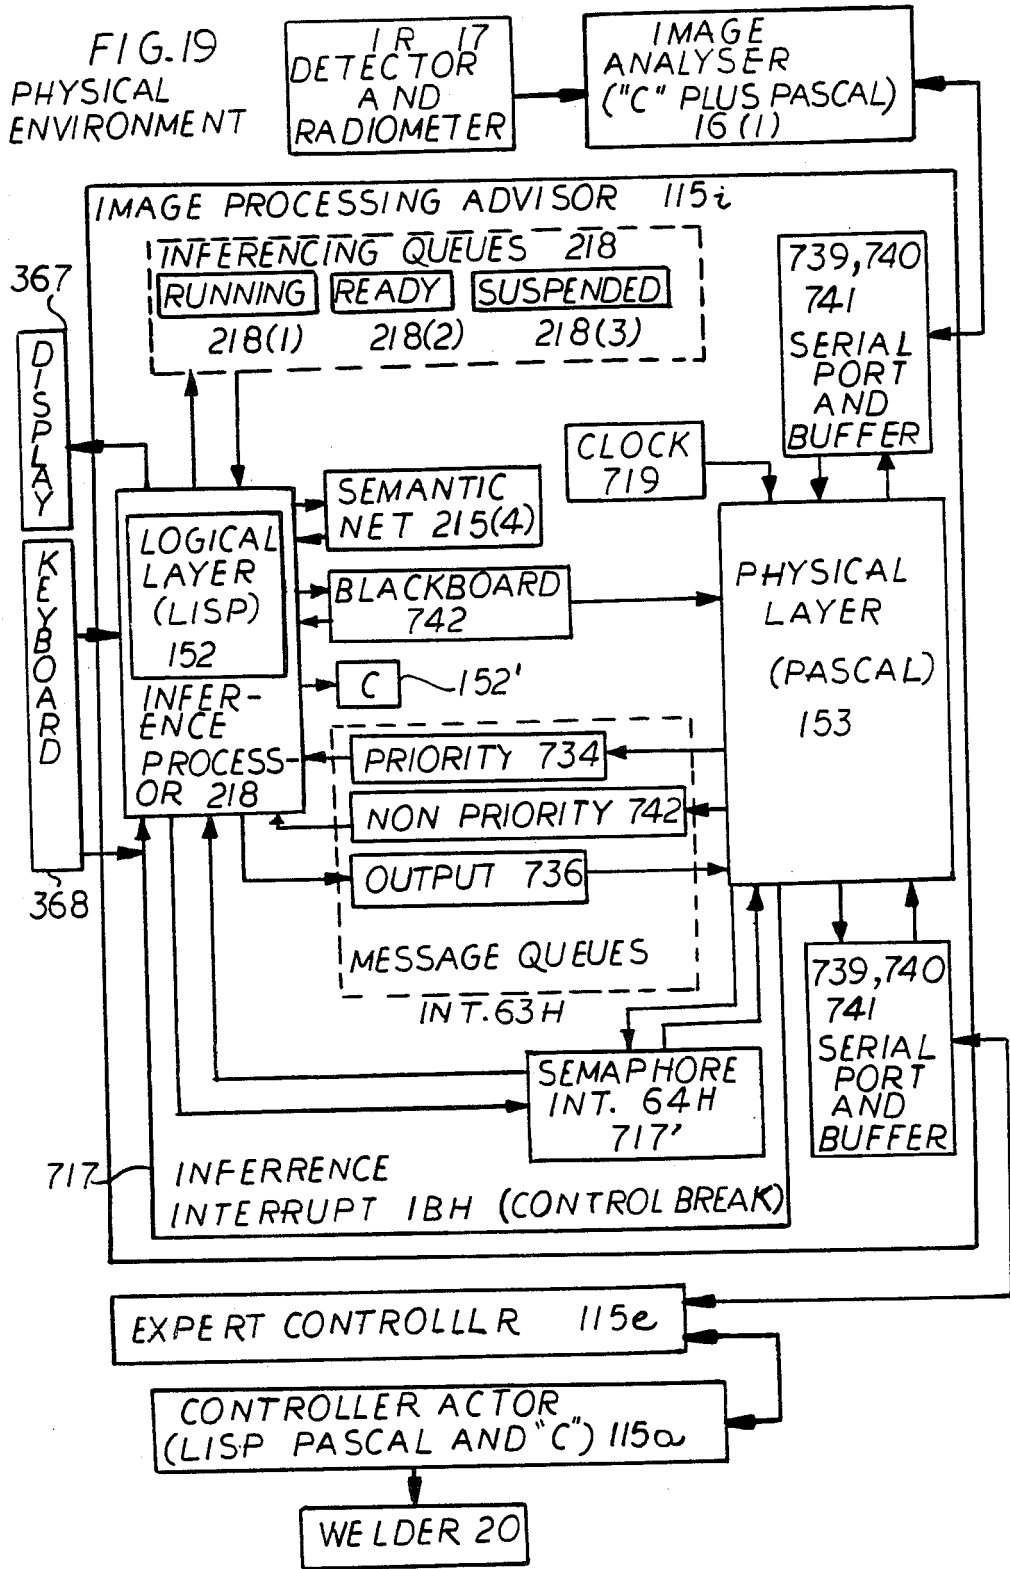 FIG.19
PHYSICAL
ENVIRONMENT
IR 17
DETECTOR
AND
RADIOMETER
IMAGE
ANALYSER
("C" PLUS PASCAL)
16(1)
IMAGE PROCESSING ADVISOR 115i
INFERENCING QUEUES 218
RUNNING
READY
SUSPENDED
218(1)
218(2)
218(3)
739,740
741
SERIAL
PORT
AND
BUFFER
367
DISPLAY
KEYBOARD
368
CLOCK
719
SEMANTIC
NET 215(4)
LOGICAL
LAYER
(LISP)
152
INFER-
ENCE
PROCESS-
OR 218
BLACKBOARD
742
C
152'
PHYSICAL
LAYER
(PASCAL)
153
PRIORITY 734
NON PRIORITY 742
OUTPUT 736
MESSAGE QUEUES
INT.63H
739,740
741
SERIAL
PORT
AND
BUFFER
SEMAPHORE
INT. 64H
717'
717
INFERRENCE
INTERRUPT 1BH (CONTROL BREAK)
EXPERT CONTROLLLR 115e
CONTROLLER ACTOR
(LISP PASCAL AND "C") 115a
WELDER 20